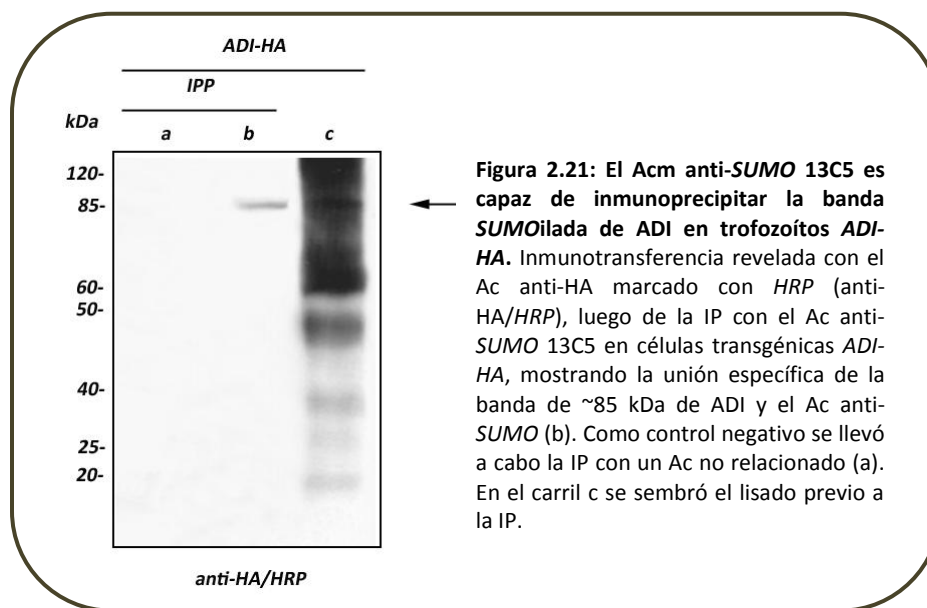 ADI-HA
IPP
kDa
a b c
120-
85-
60-
50-
40-
25-
20-
anti-HA/HRP
Figura 2.21: El Acm anti-SUMO 13C5 es
capaz de inmunoprecipitar la banda
SUMOilada de ADI en trofozoítos ADI-
HA. Inmunotransferencia revelada con el
Ac anti-HA marcado con HRP (anti-
HA/HRP), luego de la IP con el Ac anti-
SUMO 13C5 en células transgénicas ADI-
HA, mostrando la unión específica de la
banda de ~85 kDa de ADI y el Ac anti-
SUMO (b). Como control negativo se llevó
a cabo la IP con un Ac no relacionado (a).
En el carril c se sembró el lisado previo a
la IP.